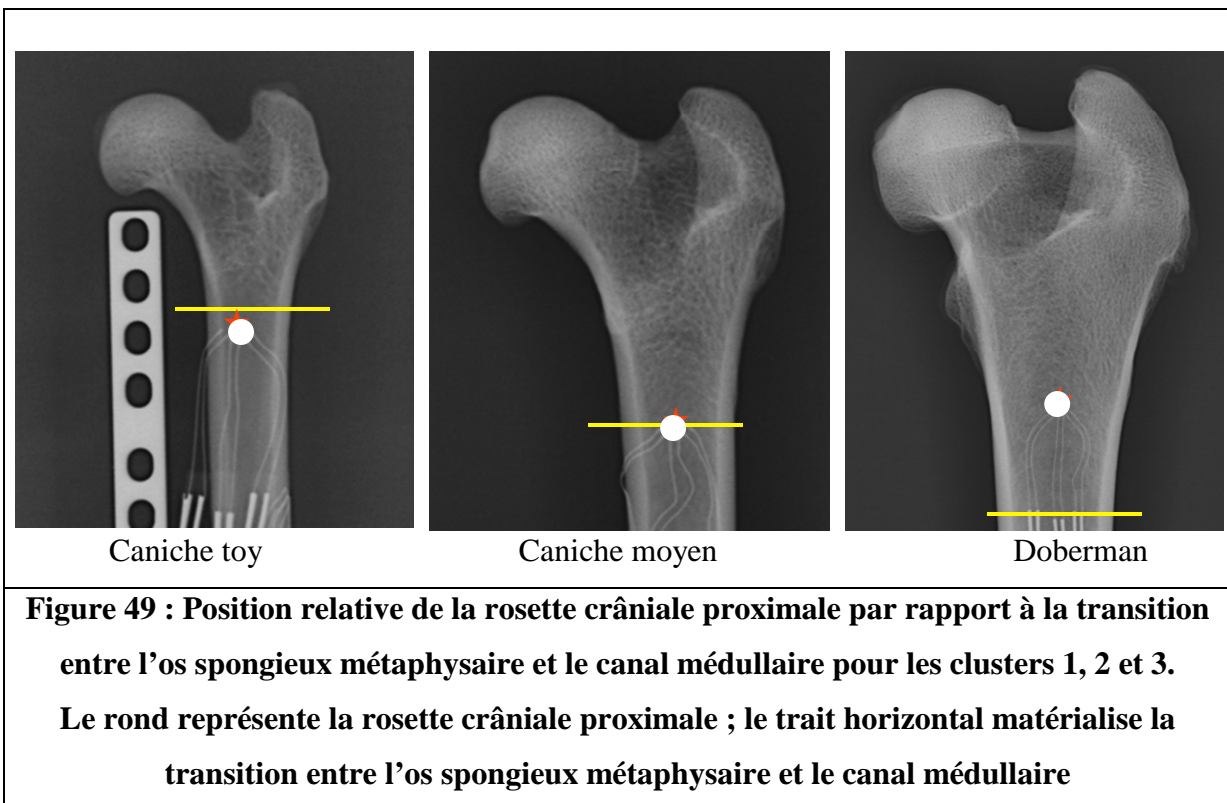 Caniche toy
Caniche moyen
Doberman
Figure 49 : Position relative de la rosette crâniale proximale par rapport à la transition
entre l’os spongieux métaphysaire et le canal médullaire pour les clusters 1, 2 et 3.
Le rond représente la rosette crâniale proximale ; le trait horizontal matérialise la
transition entre l’os spongieux métaphysaire et le canal médullaire